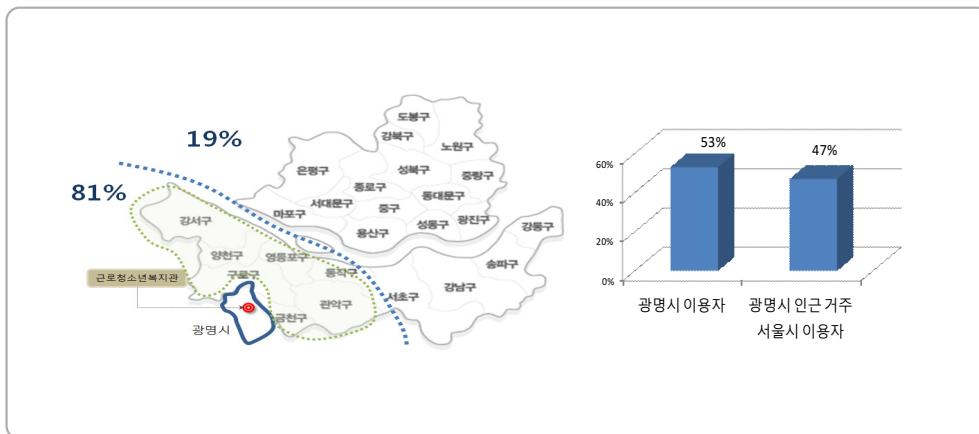 19%
81%
도봉구
강북구
노원구
은평구
성북구
중랑구
종로구
서대문구
동대문구
중구
마포구
성동구
광진구
용산구
강동구
강서구
양천구
영등포구
구로구
동작구
송파구
강남구
서초구
관악구
금천구
근로청소년복지관
광명시
53%
47%
60%
40%
20%
0%
광명시 이용자
광명시 인근 거주
서울시 이용자